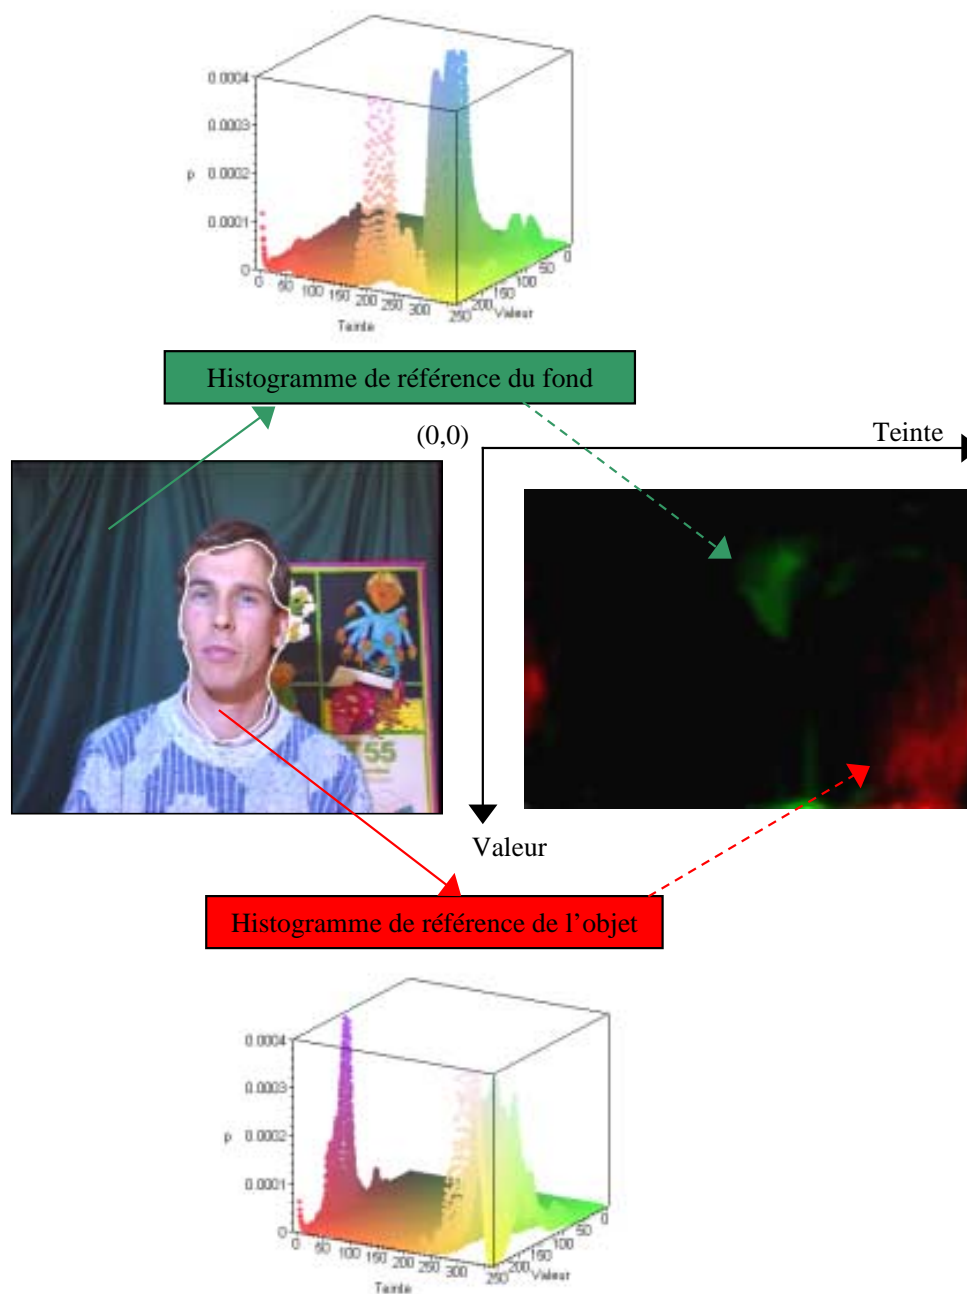 0.0004
0.0003
p 0.0002
0.0001
0
0 50 100 150 200 250 300
250 200 150 100 50 0
Teinte
Valeur
Histogramme de référence du fond
(0,0)
Teinte
55
Valeur
Histogramme de référence de l’objet
0.0004
0.0003
p 0.0002
0.0001
0
0 50 100 150 200 250 300
250 200 150 100 50 0
Teinte
Valeur